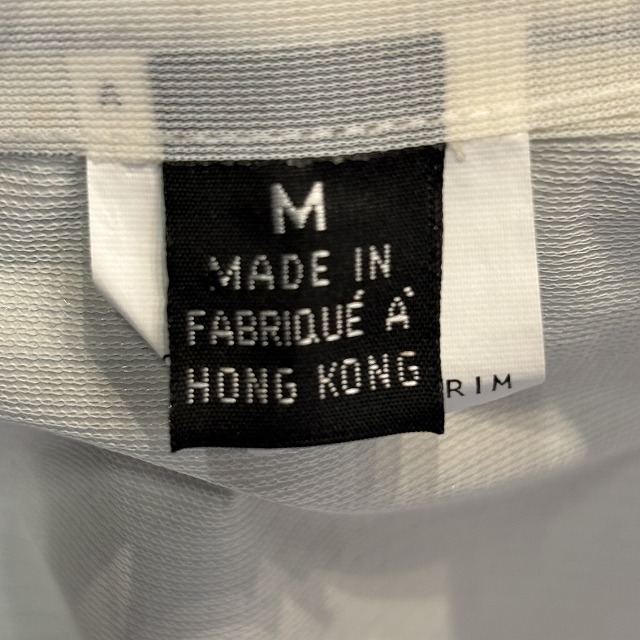 M
MADE IN
FABRIQUÉ À
HONG KONG
RIM